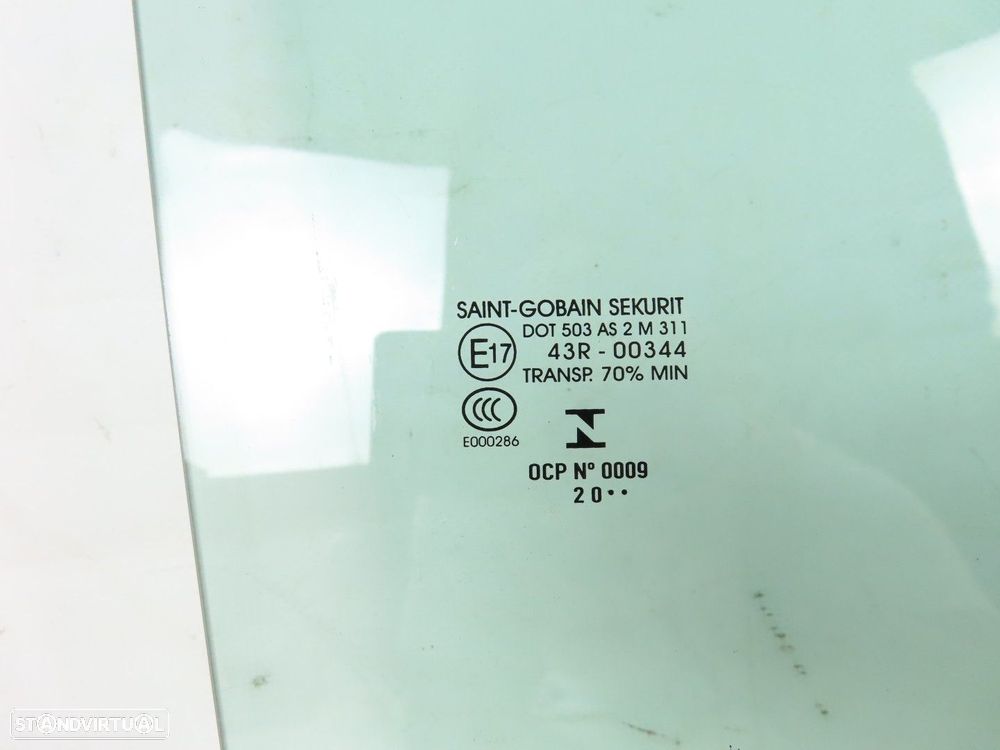 SAINT-GOBAIN SEKURIT
DOT 503 AS 2 M 311
E17
43R - 00344
TRANSP. 70% MIN
CCC
E000286
N
OCP Nº 0009
20··
STANDVIRTUAL